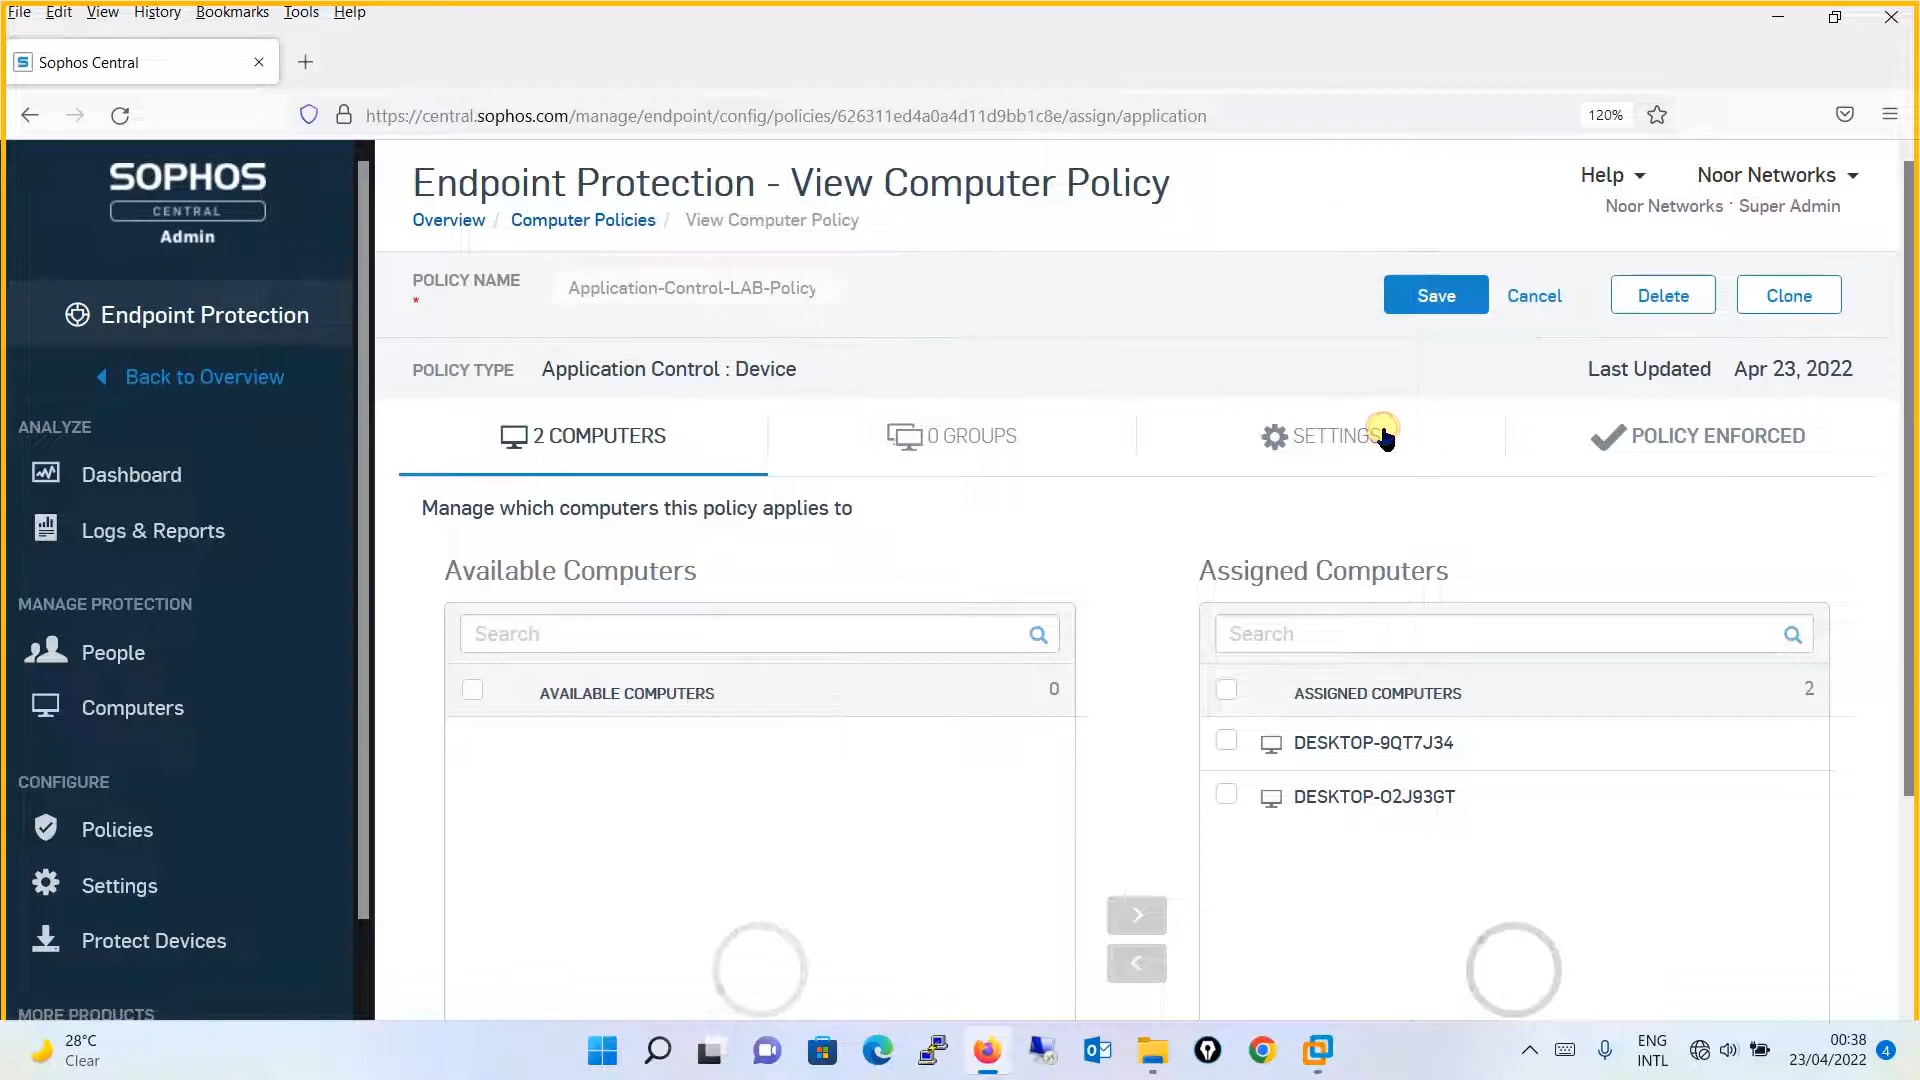 File Edit View History Bookmarks Tools Help
Sophos Central
https://central.sophos.com/manage/endpoint/config/policies/626311ed4a0a4d11d9bb1c8e/assign/application
120%
SOPHOS
CENTRAL
Admin
Endpoint Protection
Back to Overview
ANALYZE
Dashboard
Logs & Reports
MANAGE PROTECTION
People
Computers
CONFIGURE
Policies
Settings
Protect Devices
MORE PRODUCTS
Endpoint Protection - View Computer Policy
Overview / Computer Policies / View Computer Policy
Help
Noor Networks
Noor Networks · Super Admin
POLICY NAME
*
Application-Control-LAB-Policy
Save
Cancel
Delete
Clone
POLICY TYPE
Application Control : Device
Last Updated Apr 23, 2022
2 COMPUTERS
0 GROUPS
SETTINGS
POLICY ENFORCED
Manage which computers this policy applies to
Available Computers
Search
AVAILABLE COMPUTERS 0
Assigned Computers
Search
ASSIGNED COMPUTERS 2
DESKTOP-9QT7J34
DESKTOP-O2J93GT
>
<
28°C
Clear
ENG
INTL
00:38
23/04/2022
4